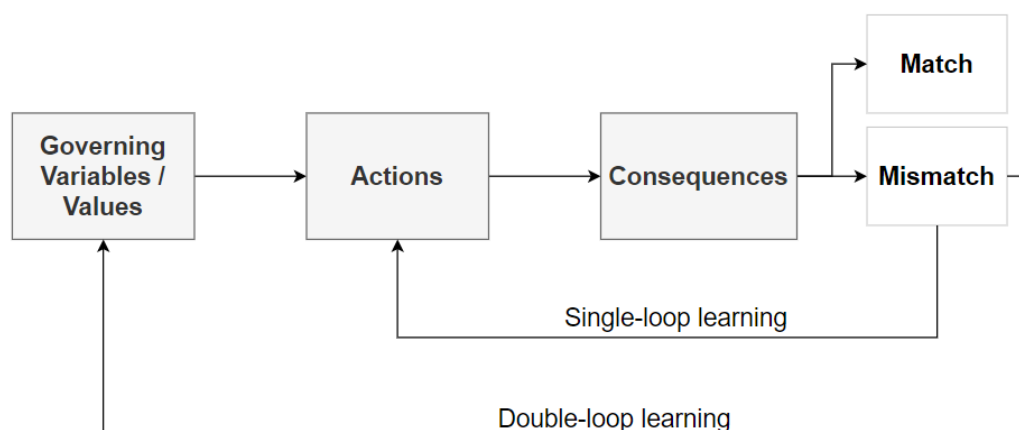 Match
Governing
Variables /
Values
Actions
Consequences
Mismatch
Single-loop learning
Double-loop learning